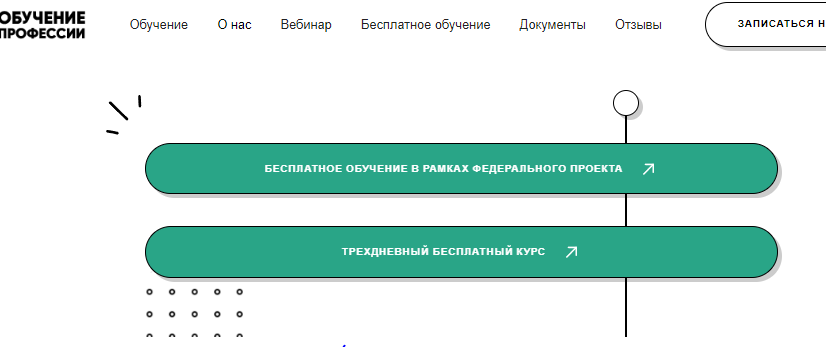 ОБУЧЕНИЕ
ПРОФЕССИИ
Обучение О нас Вебинар Бесплатное обучение Документы Отзывы ЗАПИСАТЬСЯ Н
БЕСПЛАТНОЕ ОБУЧЕНИЕ В РАМКАХ ФЕДЕРАЛЬНОГО ПРОЕКТА
ТРЕХДНЕВНЫЙ БЕСПЛАТНЫЙ КУРС